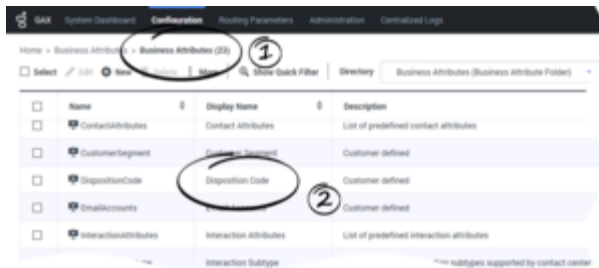 GAX System Dashboard Configuration Routing Parameters Administration Centralized Logs
Home > Business Attributes > Business Attributes (23)
1
Select Edit New Delete More Show Quick Filter Directory Business Attributes (Business Attribute Folder)
Name Display Name Description
ContactAttributes Contact Attributes List of predefined contact attributes
CustomerSegment Customer Segment Customer defined
DispositionCode Disposition Code Customer defined
2
EmailAccounts Customer defined
InteractionAttributes Interaction Attributes List of predefined interaction attributes
Interaction Subtype subtypes supported by contact center